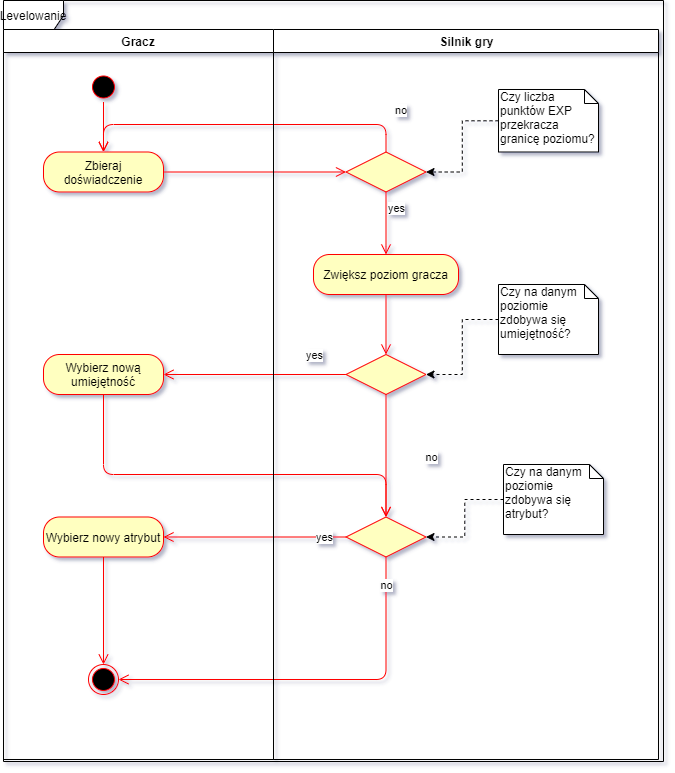 Levelowanie
Gracz
Silnik gry
no
Czy liczba
punktów EXP
przekracza
granicę poziomu?
Zbieraj
doświadczenie
yes
Zwiększ poziom gracza
Czy na danym
poziomie
zdobywa się
umiejętność?
yes
Wybierz nową
umiejętność
no
Czy na danym
poziomie
zdobywa się
atrybut?
Wybierz nowy atrybut
yes
no